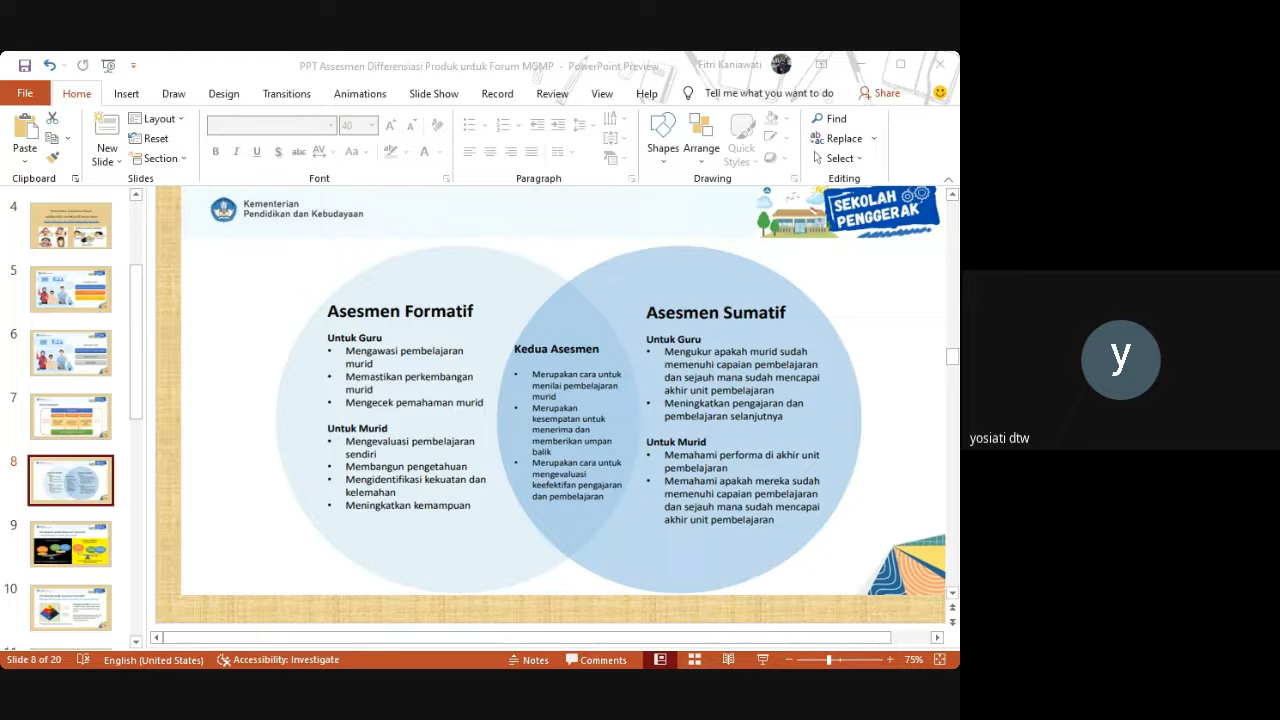 PPT Assesmen Differensiasi Produk untuk Forum MGMP - PowerPoint Preview
Fitri Kaniawati
File Home Insert Draw Design Transitions Animations Slide Show Record Review View Help Tell me what you want to do Share
Paste
Clipboard
New Slide
Layout
Reset
Section
Slides
40
Font
Paragraph
Shapes
Arrange
Quick Styles
Drawing
Find
Replace
Select
Editing
4
5
6
7
8
9
10
Kementerian
Pendidikan dan Kebudayaan
SEKOLAH
PENGGERAK
Asesmen Formatif
Untuk Guru
• Mengawasi pembelajaran
murid
• Memastikan perkembangan
murid
• Mengecek pemahaman murid
Untuk Murid
• Mengevaluasi pembelajaran
sendiri
• Membangun pengetahuan
• Mengidentifikasi kekuatan dan
kelemahan
• Meningkatkan kemampuan
Kedua Asesmen
• Merupakan cara untuk
menilai pembelajaran
murid
• Merupakan
kesempatan untuk
menerima dan
memberikan umpan
balik
• Merupakan cara untuk
mengevaluasi
keefektifan pengajaran
dan pembelajaran
Asesmen Sumatif
Untuk Guru
• Mengukur apakah murid sudah
memenuhi capaian pembelajaran
dan sejauh mana sudah mencapai
akhir unit pembelajaran
• Meningkatkan pengajaran dan
pembelajaran selanjutnya
Untuk Murid
• Memahami performa di akhir unit
pembelajaran
• Memahami apakah mereka sudah
memenuhi capaian pembelajaran
dan sejauh mana sudah mencapai
akhir unit pembelajaran
Slide 8 of 20 English (United States) Accessibility: Investigate Notes Comments 75%
y
yosiati dtw